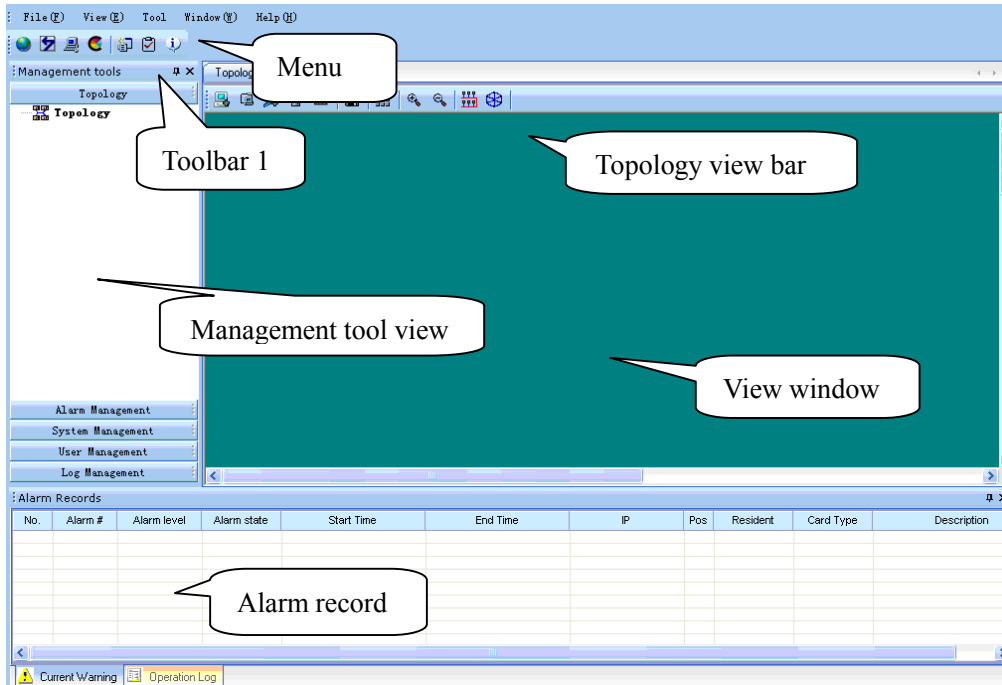 File(F) View(E) Tool Window(W) Help(H)
Menu
Management tools
Topolog
Topology
Topology
Toolbar 1
Topology view bar
Management tool view
View window
Alarm Management
System Management
User Management
Log Management
Alarm Records
No. Alarm # Alarm level Alarm state Start Time End Time IP Pos Resident Card Type Description
Alarm record
Current Warning Operation Log